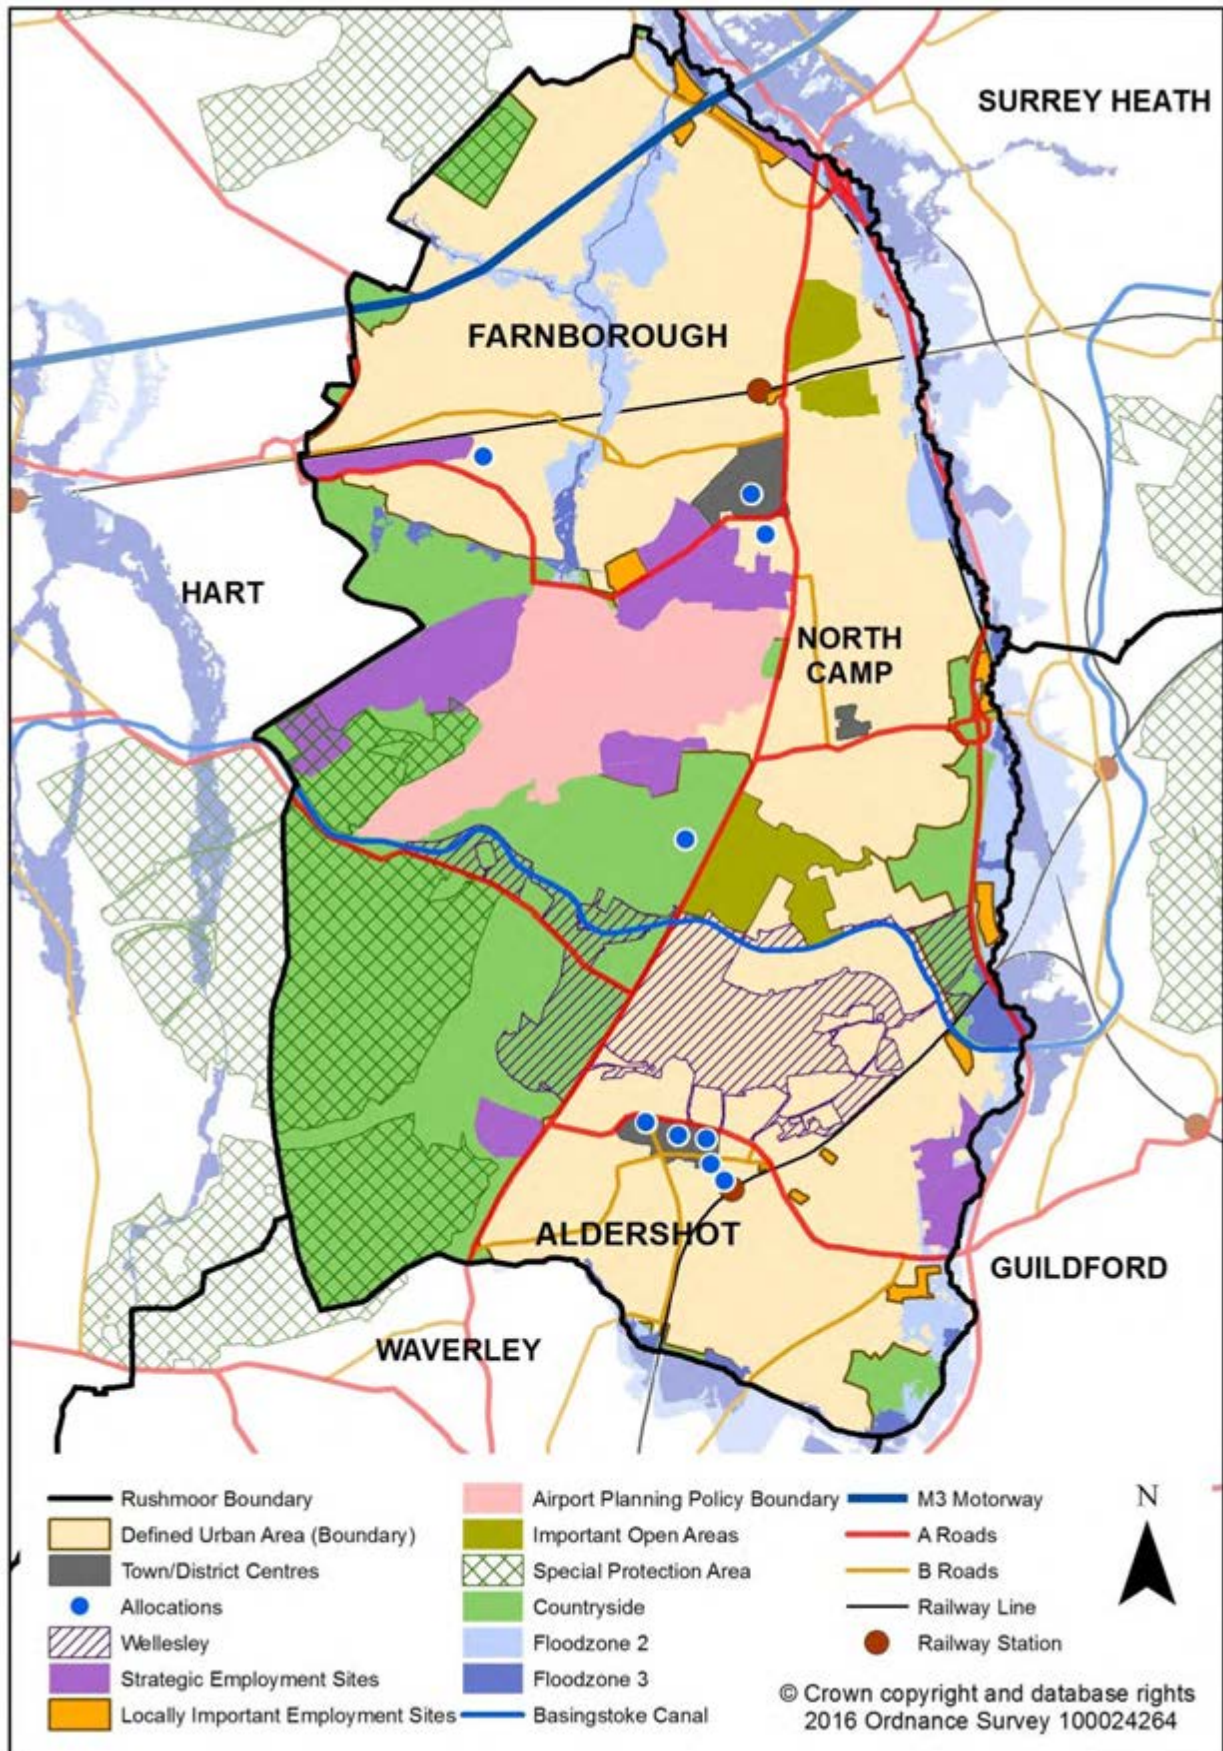 SURREY HEATH
FARNBOROUGH
HART
NORTH
CAMP
ALDERSHOT
GUILDFORD
WAVERLEY
Rushmoor Boundary
Defined Urban Area (Boundary)
Town/District Centres
Allocations
Wellesley
Strategic Employment Sites
Locally Important Employment Sites
Airport Planning Policy Boundary
Important Open Areas
Special Protection Area
Countryside
Floodzone 2
Floodzone 3
Basingstoke Canal
M3 Motorway
A Roads
B Roads
Railway Line
Railway Station
N
© Crown copyright and database rights
2016 Ordnance Survey 100024264